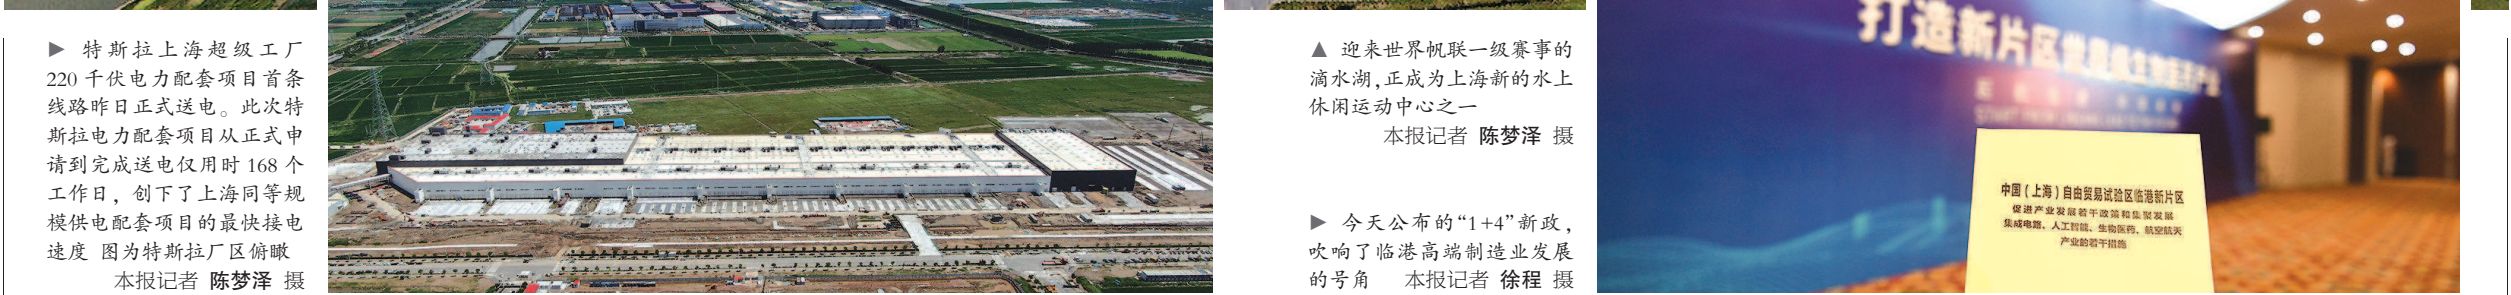 ▶ 特斯拉上海超级工厂
220 千伏电力配套项目首条
线路昨日正式送电。此次特
斯拉电力配套项目从正式申
请到完成送电仅用时 168 个
工作日，创下了上海同等规
模供电配套项目的最快接电
速度 图为特斯拉厂区俯瞰
本报记者 陈梦泽 摄
▲ 迎来世界帆联一级赛事的
滴水湖,正成为上海新的水上
休闲运动中心之一
本报记者 陈梦泽 摄
▶ 今天公布的“1+4”新政，
吹响了临港高端制造业发展
的号角 本报记者 徐程 摄
打造新片区世界级生物医药产业
中国（上海）自由贸易试验区临港新片区
促进产业发展若干政策和集聚发展
集成电路、人工智能、生物医药、航空航天
产业的若干措施